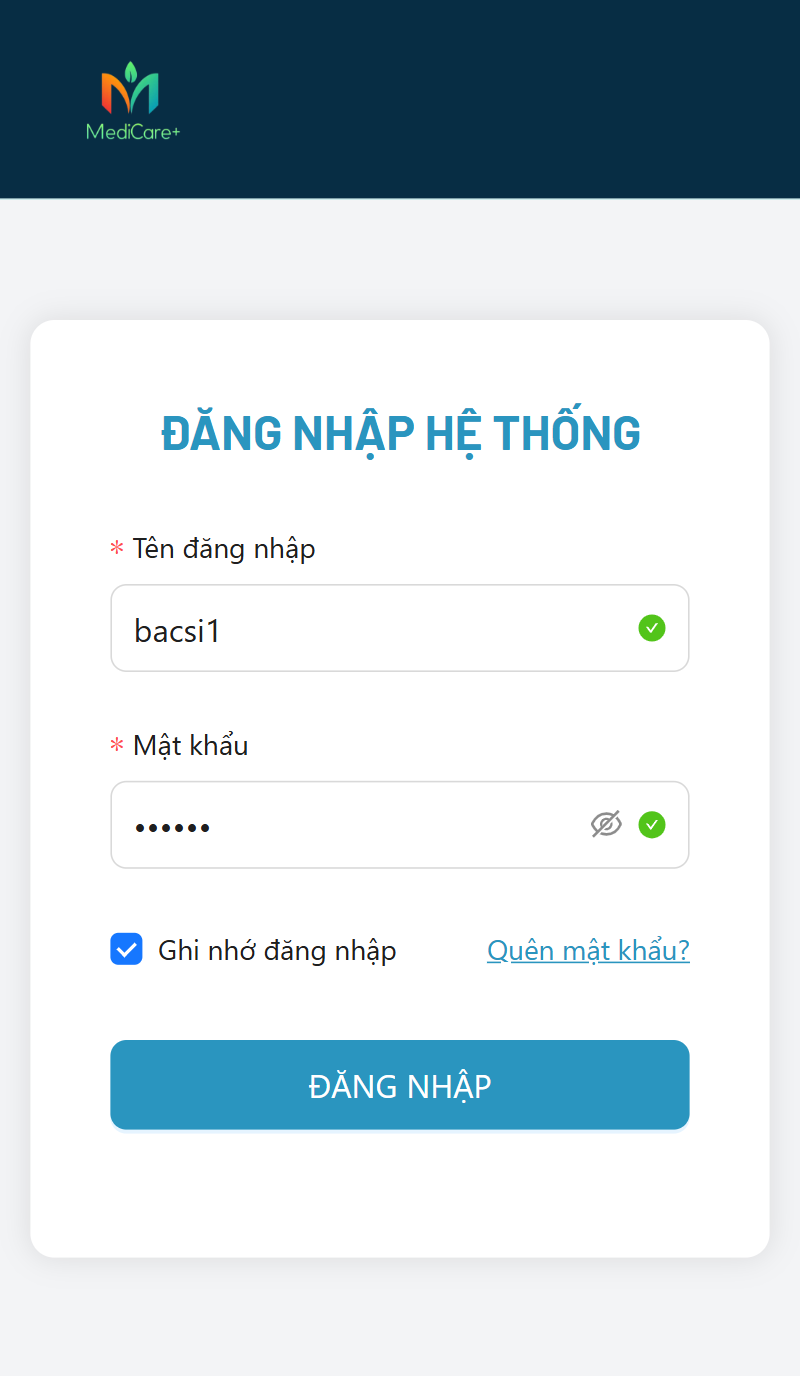 MediCare+
ĐĂNG NHẬP HỆ THỐNG
* Tên đăng nhập
bacsi1
* Mật khẩu
••••••
Ghi nhớ đăng nhập Quên mật khẩu?
ĐĂNG NHẬP